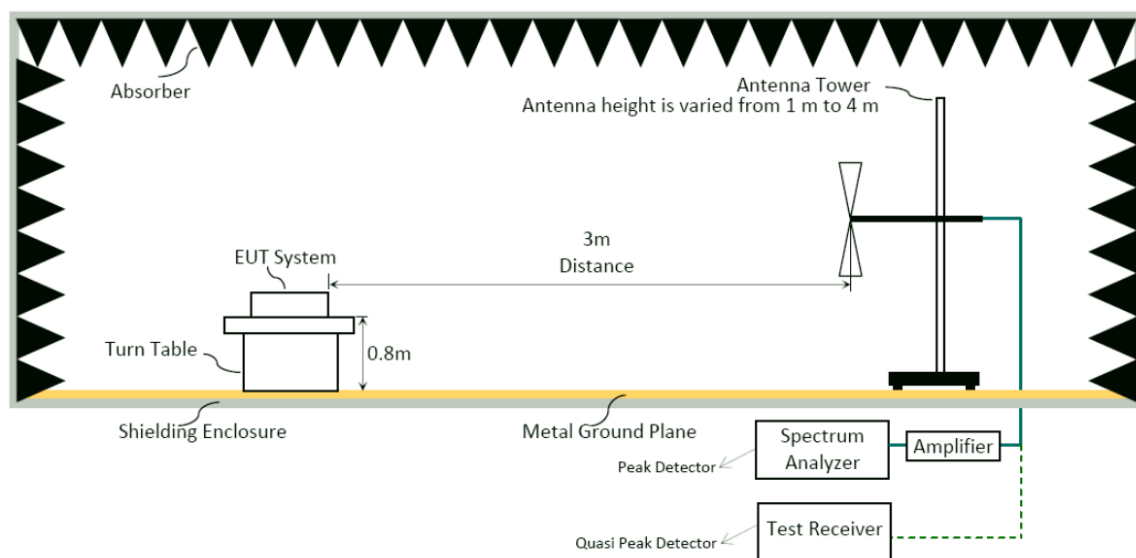 Absorber
Antenna Tower
Antenna height is varied from 1 m to 4 m
3m
Distance
EUT System
Turn Table
0.8m
Shielding Enclosure
Metal Ground Plane
Spectrum
Analyzer
Amplifier
Peak Detector
Test Receiver
Quasi Peak Detector